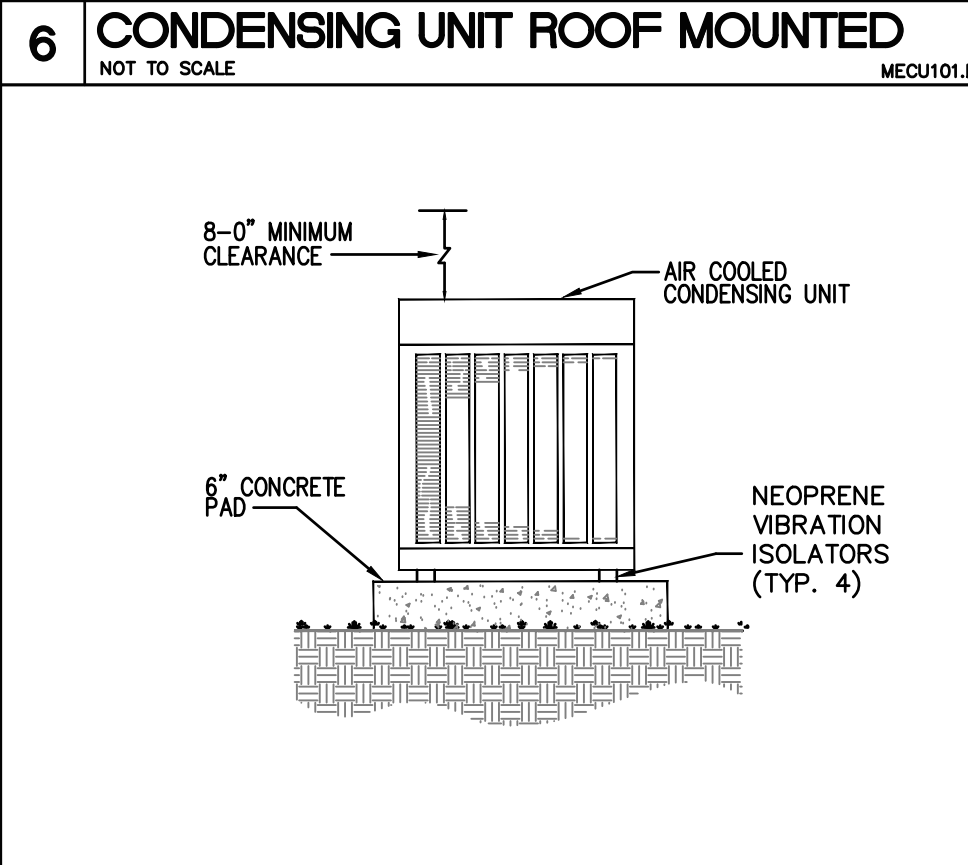 6
CONDENSING UNIT ROOF MOUNTED
NOT TO SCALE
MECU101.
8-0" MINIMUM
CLEARANCE
AIR COOLED
CONDENSING UNIT
6" CONCRETE
PAD
NEOPRENE
VIBRATION
ISOLATORS
(TYP. 4)